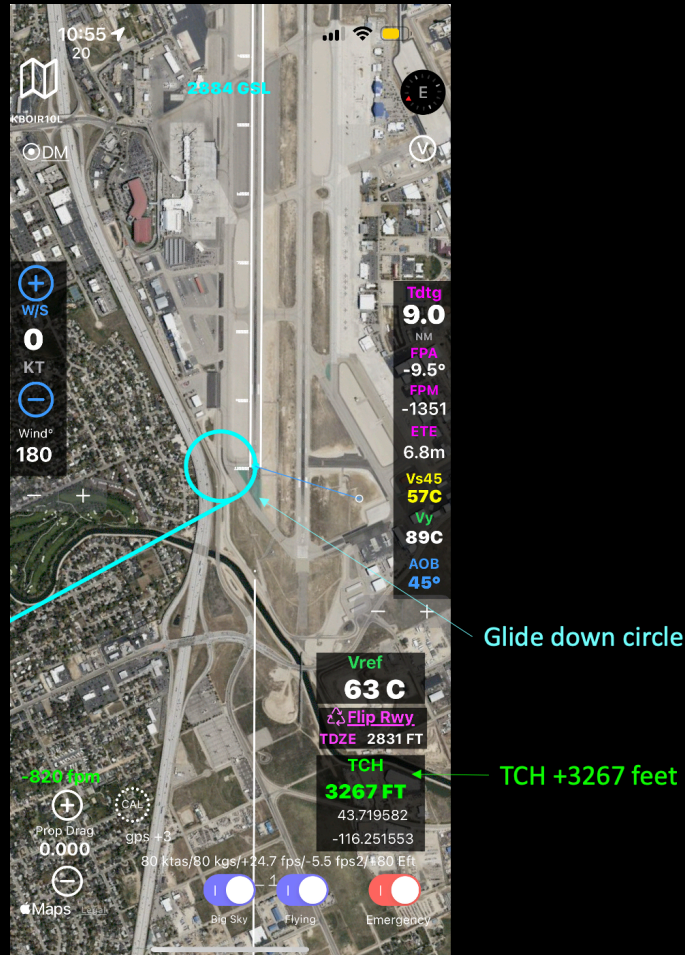 10:55
20
2884 GSL
E
KBOIR10L
DM
V
W/S
0
KT
Wind°
180
Tdtg
9.0
NM
FPA
-9.5°
FPM
-1351
ETE
6.8m
Vs45
57C
Vy
89C
AOB
45°
Glide down circle
Vref
63 C
Flip Rwy
TDZE 2831 FT
TCH
3267 FT
43.719582
-116.251553
TCH +3267 feet
-820 fpm
CAL
Prop Drag
gps +3
0.000
80 ktas/80 kgs/+24.7 fps/-5.5 fps2/+80 Eft
1
Maps Legal
Big Sky
Flying
Emergency